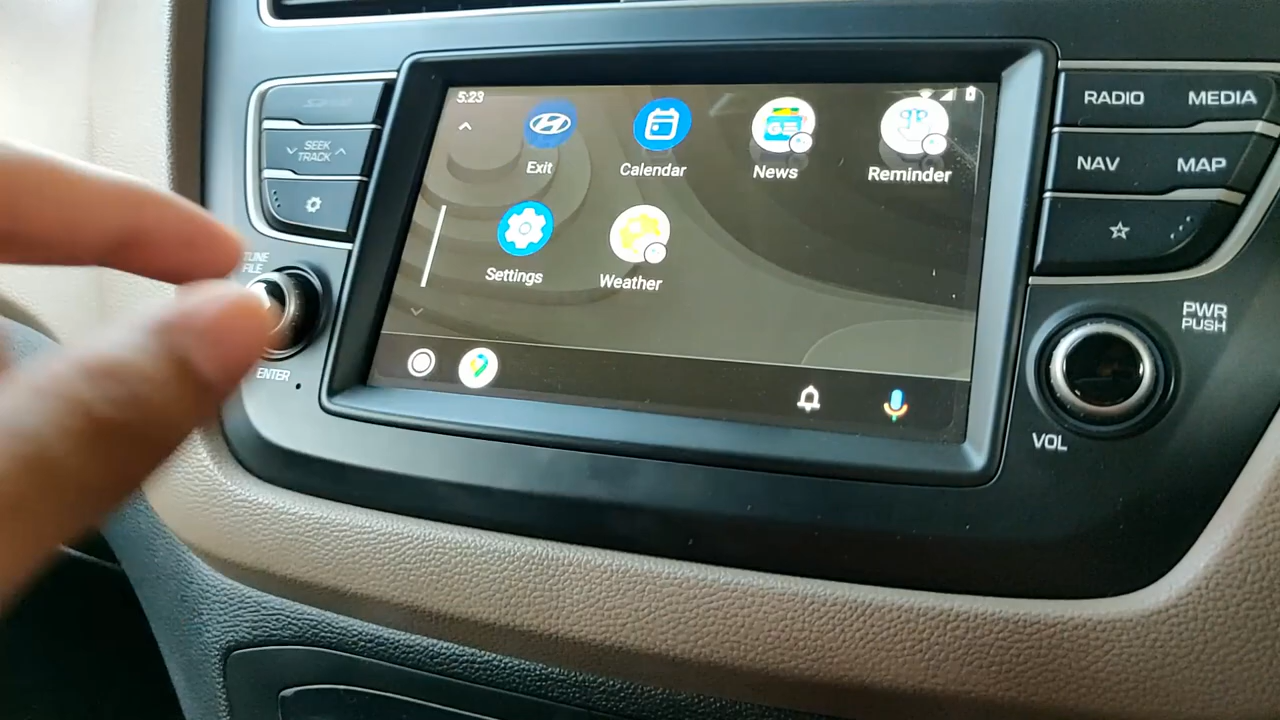 5:23
Exit
Calendar
News
Reminder
Settings
Weather
SEEK
TRACK
TUNE
FILE
ENTER
RADIO
MEDIA
NAV
MAP
PWR
PUSH
VOL